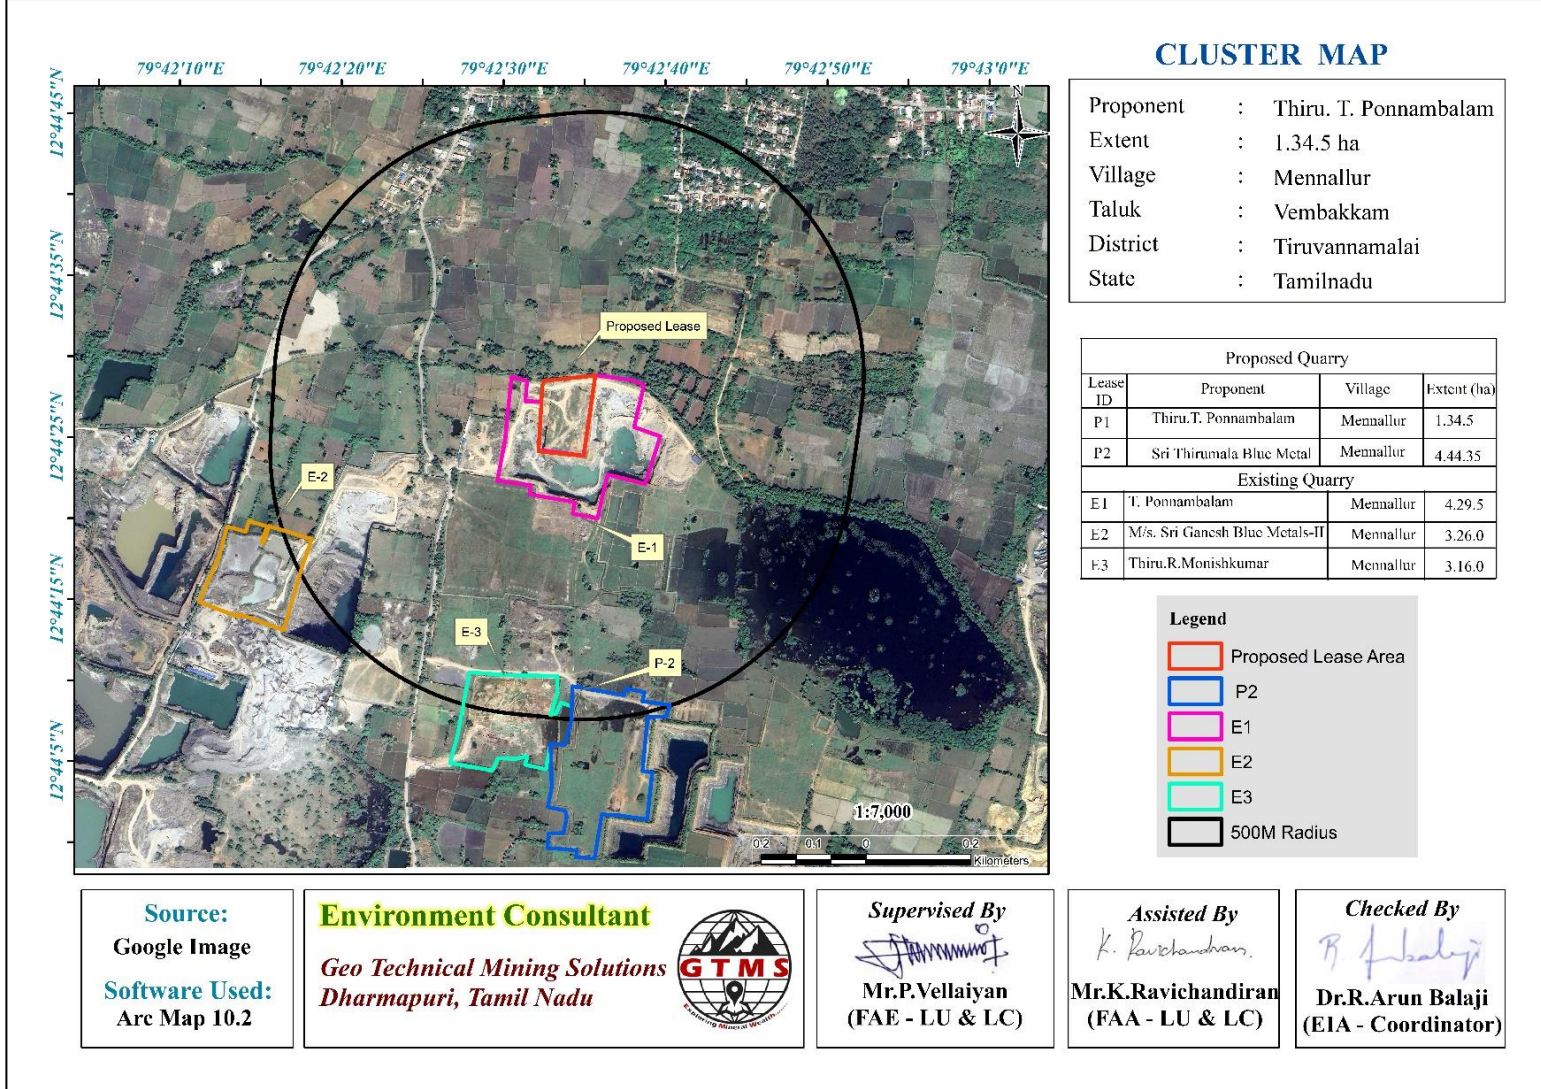 CLUSTER MAP
79°42'10"E 79°42'20"E 79°42'30"E 79°42'40"E 79°42'50"E 79°43'0"E
12°44'45"N
12°44'35"N
12°44'25"N
12°44'15"N
12°44'5"N
N
Proposed Lease
E-2
E-1
E-3
P-2
1:7,000
0.2 0.1 0 0.2
Kilometers
Proponent : Thiru. T. Ponnambalam
Extent : 1.34.5 ha
Village : Mennallur
Taluk : Vembakkam
District : Tiruvannamalai
State : Tamilnadu
Proposed Quarry
Lease ID Proponent Village Extent (ha)
P1 Thiru.T. Ponnambalam Mennallur 1.34.5
P2 Sri Thirumala Blue Metal Mennallur 4.44.35
Existing Quarry
E1 T. Ponnambalam Mennallur 4.29.5
E2 M/s. Sri Ganesh Blue Metals-II Mennallur 3.26.0
E3 Thiru.R.Monishkumar Mennallur 3.16.0
Legend
Proposed Lease Area
P2
E1
E2
E3
500M Radius
Source:
Google Image
Software Used:
Arc Map 10.2
Environment Consultant
Geo Technical Mining Solutions
Dharmapuri, Tamil Nadu
GTMS
Exploring Mineral Wealth
Supervised By
Mr.P.Vellaiyan
(FAE - LU & LC)
Assisted By
K. Ravichandran.
Mr.K.Ravichandiran
(FAA - LU & LC)
Checked By
Dr.R.Arun Balaji
(EIA - Coordinator)